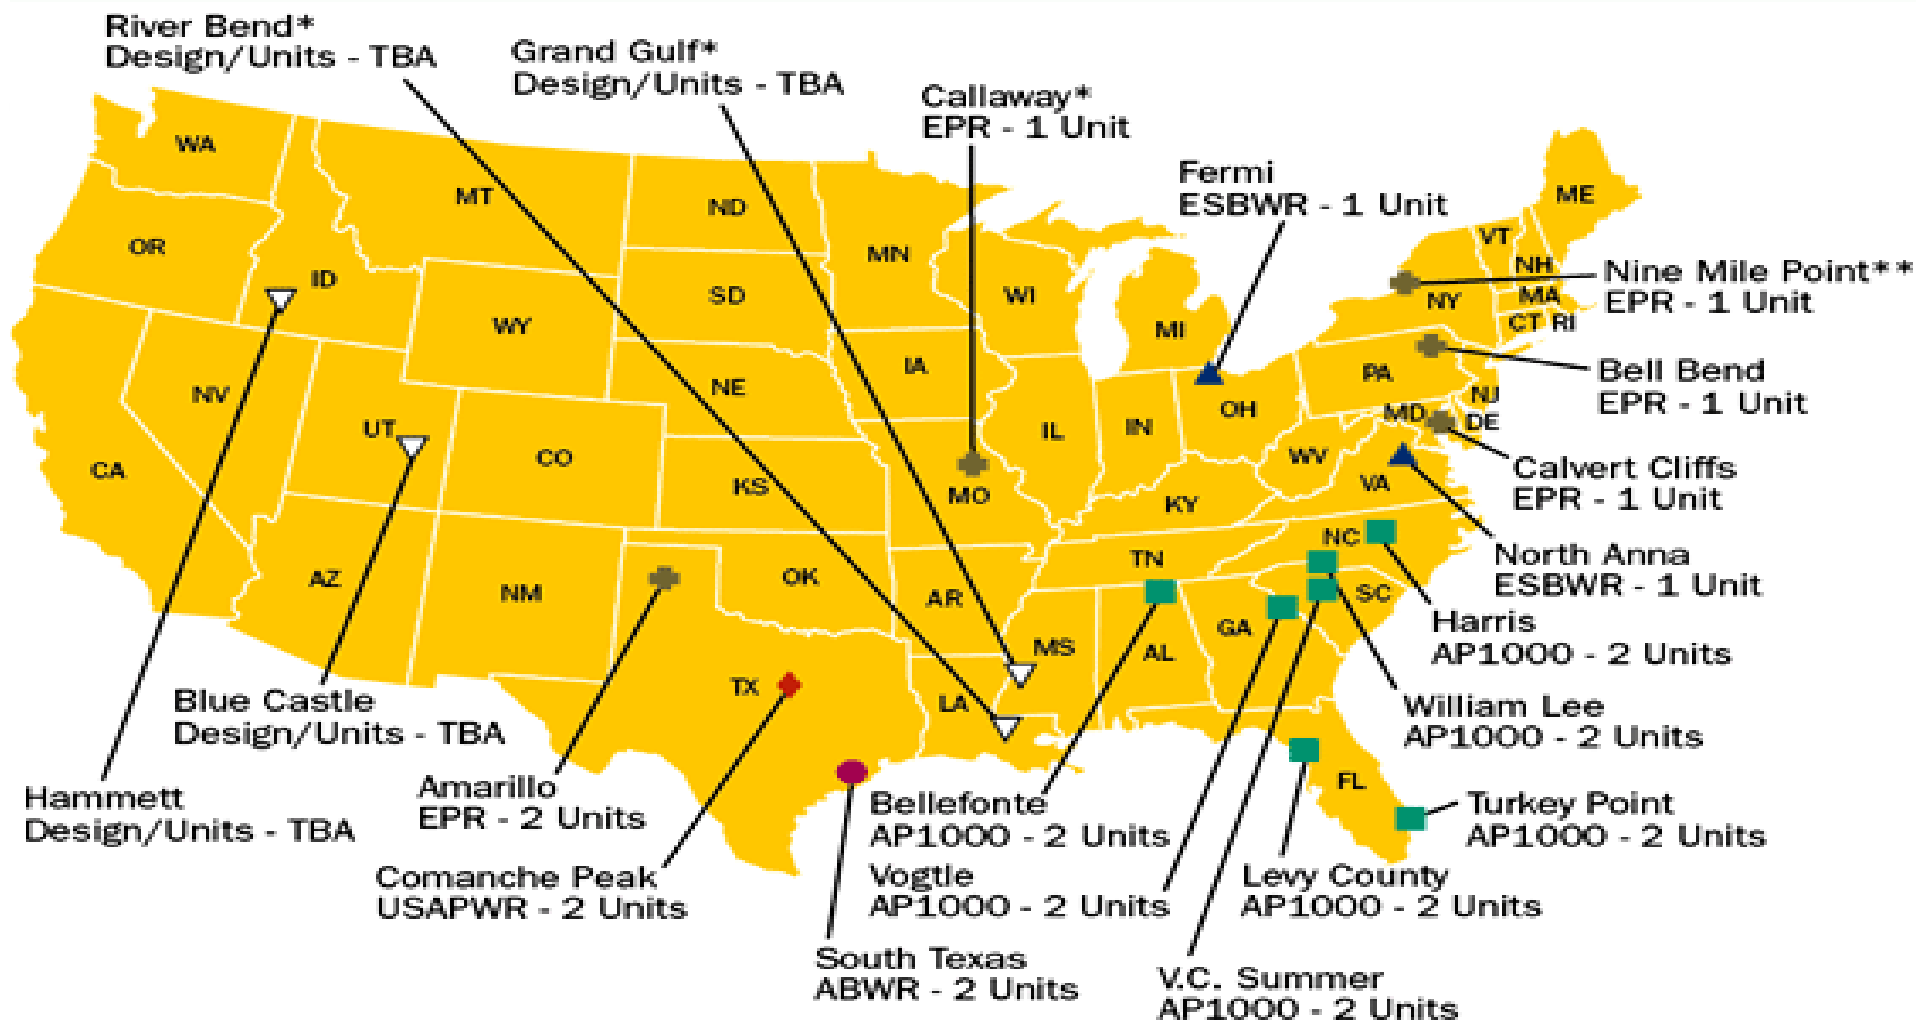 River Bend*
Design/Units - TBA
Grand Gulf*
Design/Units - TBA
Callaway*
EPR - 1 Unit
Fermi
ESBWR - 1 Unit
Nine Mile Point**
EPR - 1 Unit
Bell Bend
EPR - 1 Unit
Calvert Cliffs
EPR - 1 Unit
North Anna
ESBWR - 1 Unit
Harris
AP1000 - 2 Units
William Lee
AP1000 - 2 Units
Turkey Point
AP1000 - 2 Units
Levy County
AP1000 - 2 Units
V.C. Summer
AP1000 - 2 Units
Vogtle
AP1000 - 2 Units
Bellefonte
AP1000 - 2 Units
South Texas
ABWR - 2 Units
Comanche Peak
USAPWR - 2 Units
Amarillo
EPR - 2 Units
Blue Castle
Design/Units - TBA
Hammett
Design/Units - TBA
WA
OR
CA
ID
NV
MT
WY
UT
AZ
CO
NM
ND
SD
NE
KS
OK
TX
MN
IA
MO
AR
LA
WI
IL
MI
IN
OH
KY
TN
MS
AL
GA
FL
SC
NC
VA
WV
PA
NY
VT
NH
ME
MA
CT
RI
NJ
DE
MD